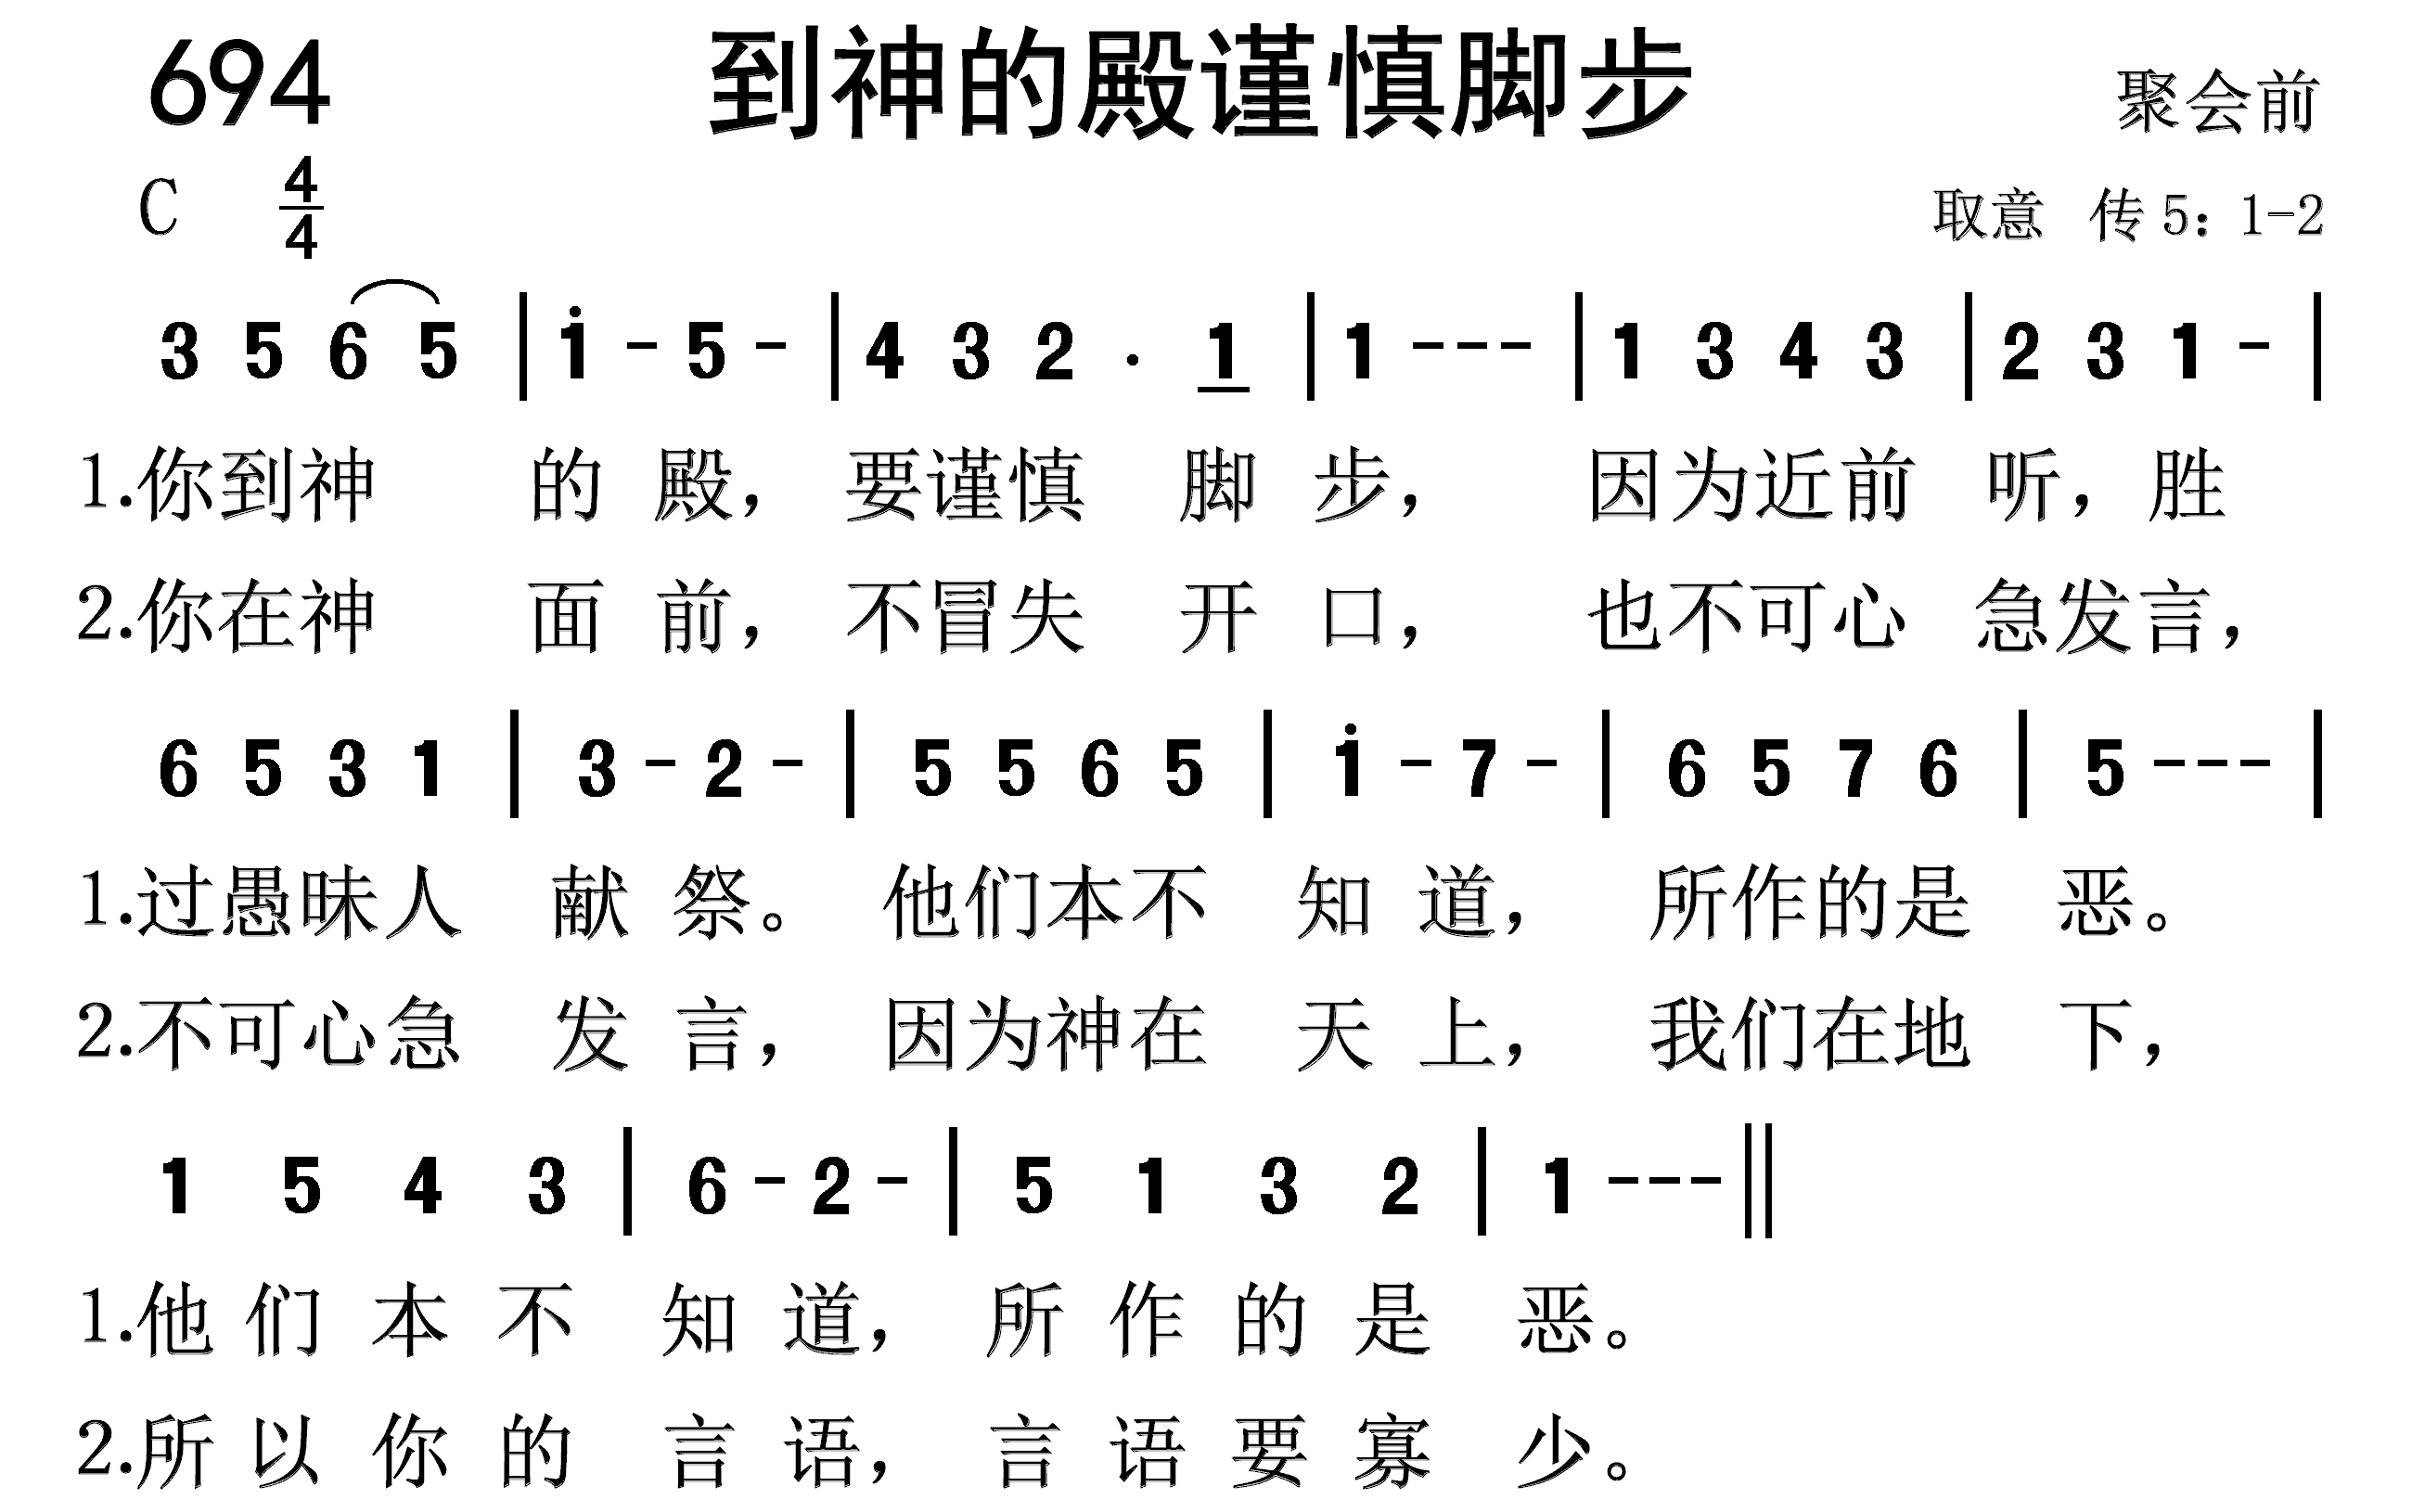 694 到神的殿谨慎脚步 聚会前
C 4/4 取意 传5：1-2
3 5 6 5 | i - 5 - | 4 3 2 · 1 | 1 - - - | 1 3 4 3 | 2 3 1 - |
1.你到神 的 殿，要谨慎 脚 步， 因为近前 听，胜
2.你在神 面 前，不冒失 开 口， 也不可心 急发言，
6 5 3 1 | 3 - 2 - | 5 5 6 5 | i - 7 - | 6 5 7 6 | 5 - - - |
1.过愚昧人 献 祭。 他们本不 知 道， 所作的是 恶。
2.不可心急 发 言， 因为神在 天 上， 我们在地 下，
1 5 4 3 | 6 - 2 - | 5 1 3 2 | 1 - - - ||
1.他 们 本 不 知 道， 所 作 的 是 恶。
2.所 以 你 的 言 语， 言 语 要 寡 少。